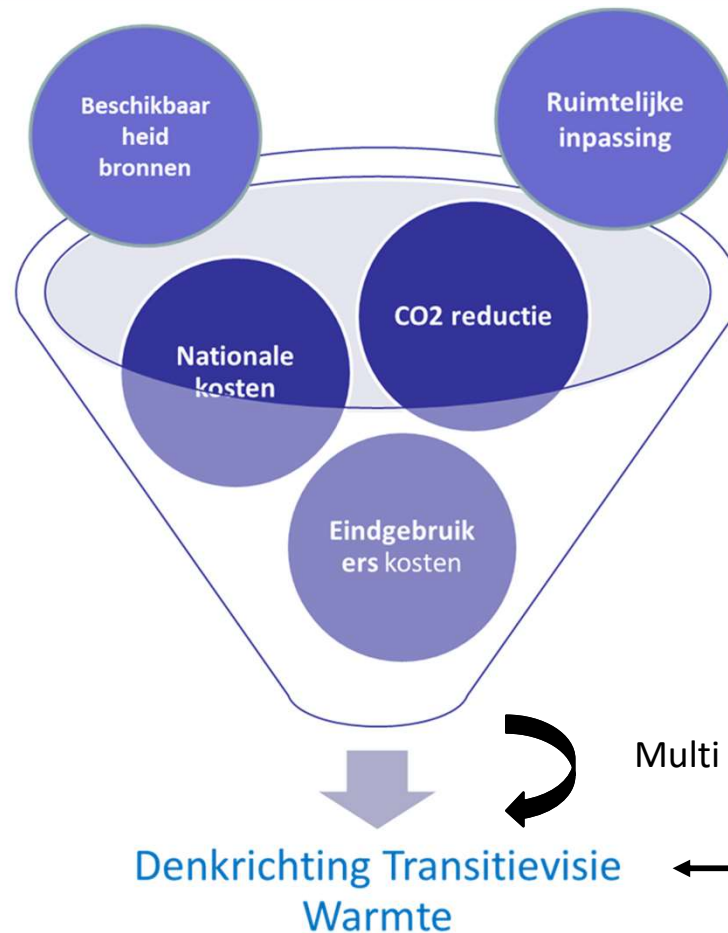 Beschikbaar
heid
bronnen
Ruimtelijke
inpassing
CO2 reductie
Nationale
kosten
Eindgebruik
ers kosten
Multi
Denkrichting Transitievisie
Warmte